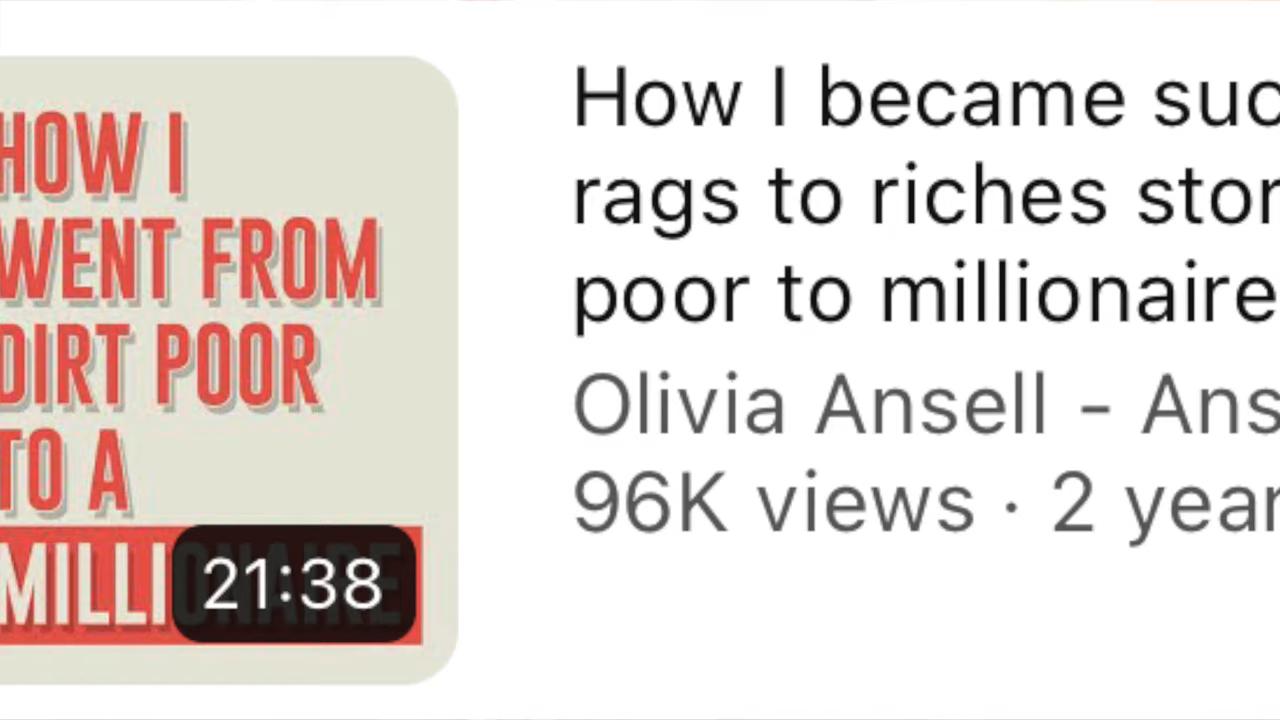 HOW I
WENT FROM
DIRT POOR
TO A
MILLIONAIRE
21:38
How I became suc
rags to riches stor
poor to millionaire
Olivia Ansell - Ans
96K views · 2 year